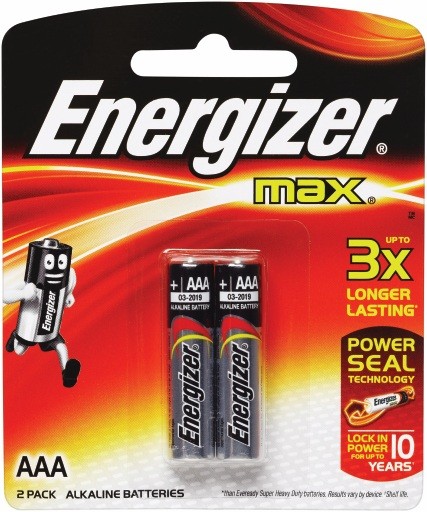 Energizer®
max®
UP TO
3x
LONGER
LASTING*
+ AAA
03-2019
ALKALINE BATTERY
Energizer
+ AAA
03-2019
ALKALINE BATTERY
Energizer
Energizer
POWER
SEAL
TECHNOLOGY
Energizer
LOCK IN
POWER
FOR UP TO
10
YEARS^
AAA
2 PACK ALKALINE BATTERIES
*than Eveready Super Heavy Duty batteries. Results vary by device ^Shelf life.